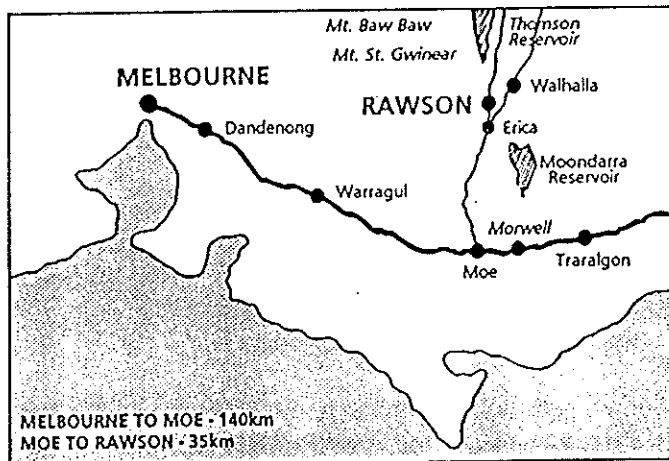 Mt. Baw Baw
Thomson
Reservoir
Mt. St. Gwinear
MELBOURNE
Walhalla
RAWSON
Dandenong
Erica
Moondarra
Reservoir
Warragul
Morwell
Moe
Traralgon
MELBOURNE TO MOE - 140km
MOE TO RAWSON - 35km